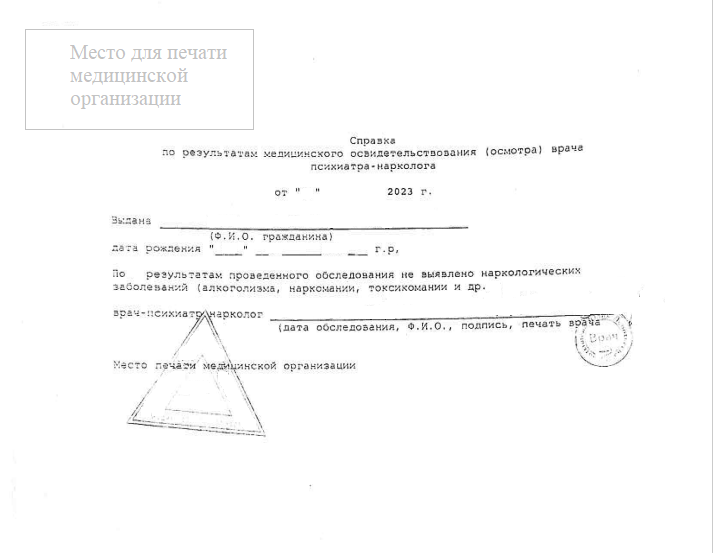 Место для печати
медицинской
организации
Справка
по результатам медицинского освидетельствования (осмотра) врача
психиатра-нарколога
от " " 2023 г.
Выдана ____________________
(Ф.И.О. гражданина)
дата рождения "____" __ ______ __ г.р,
По результатам проведенного обследования не выявлено наркологических
заболеваний (алкоголизма, наркомании, токсикомании и др.
врач-психиатр-нарколог ____________________
(дата обследования, Ф.И.О., подпись, печать врача
Врач
Место печати медицинской организации